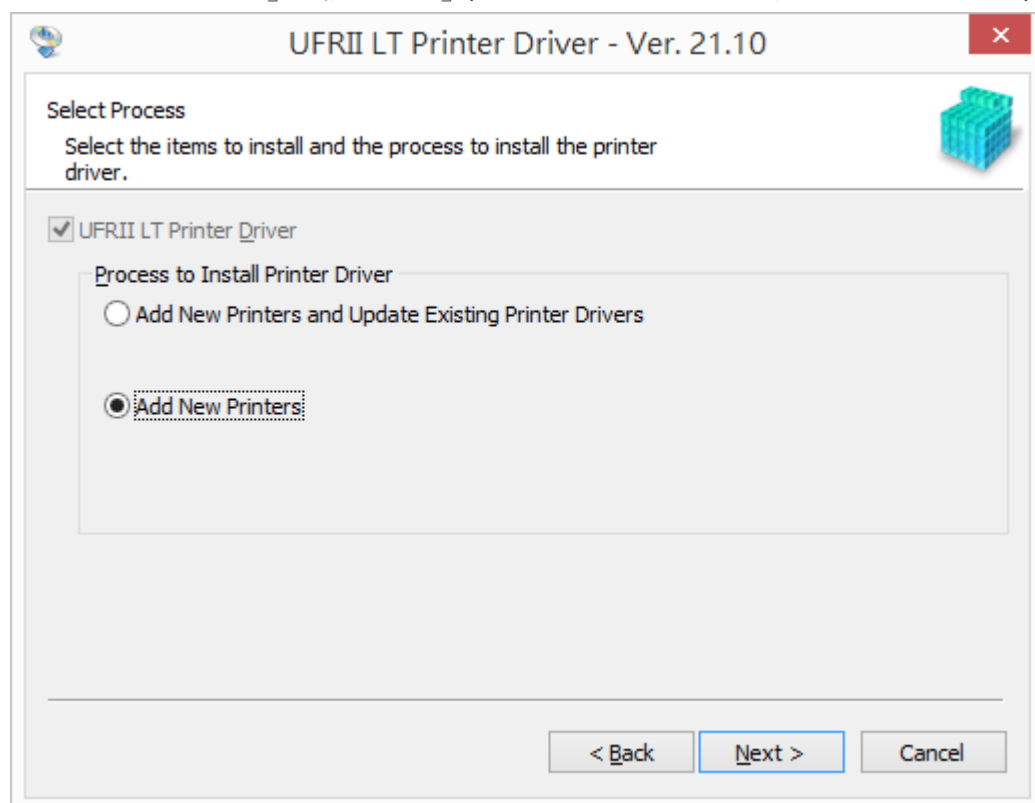 UFRII LT Printer Driver - Ver. 21.10
Select Process
Select the items to install and the process to install the printer
driver.
UFRII LT Printer Driver
Process to Install Printer Driver
Add New Printers and Update Existing Printer Drivers
Add New Printers
< Back Next > Cancel